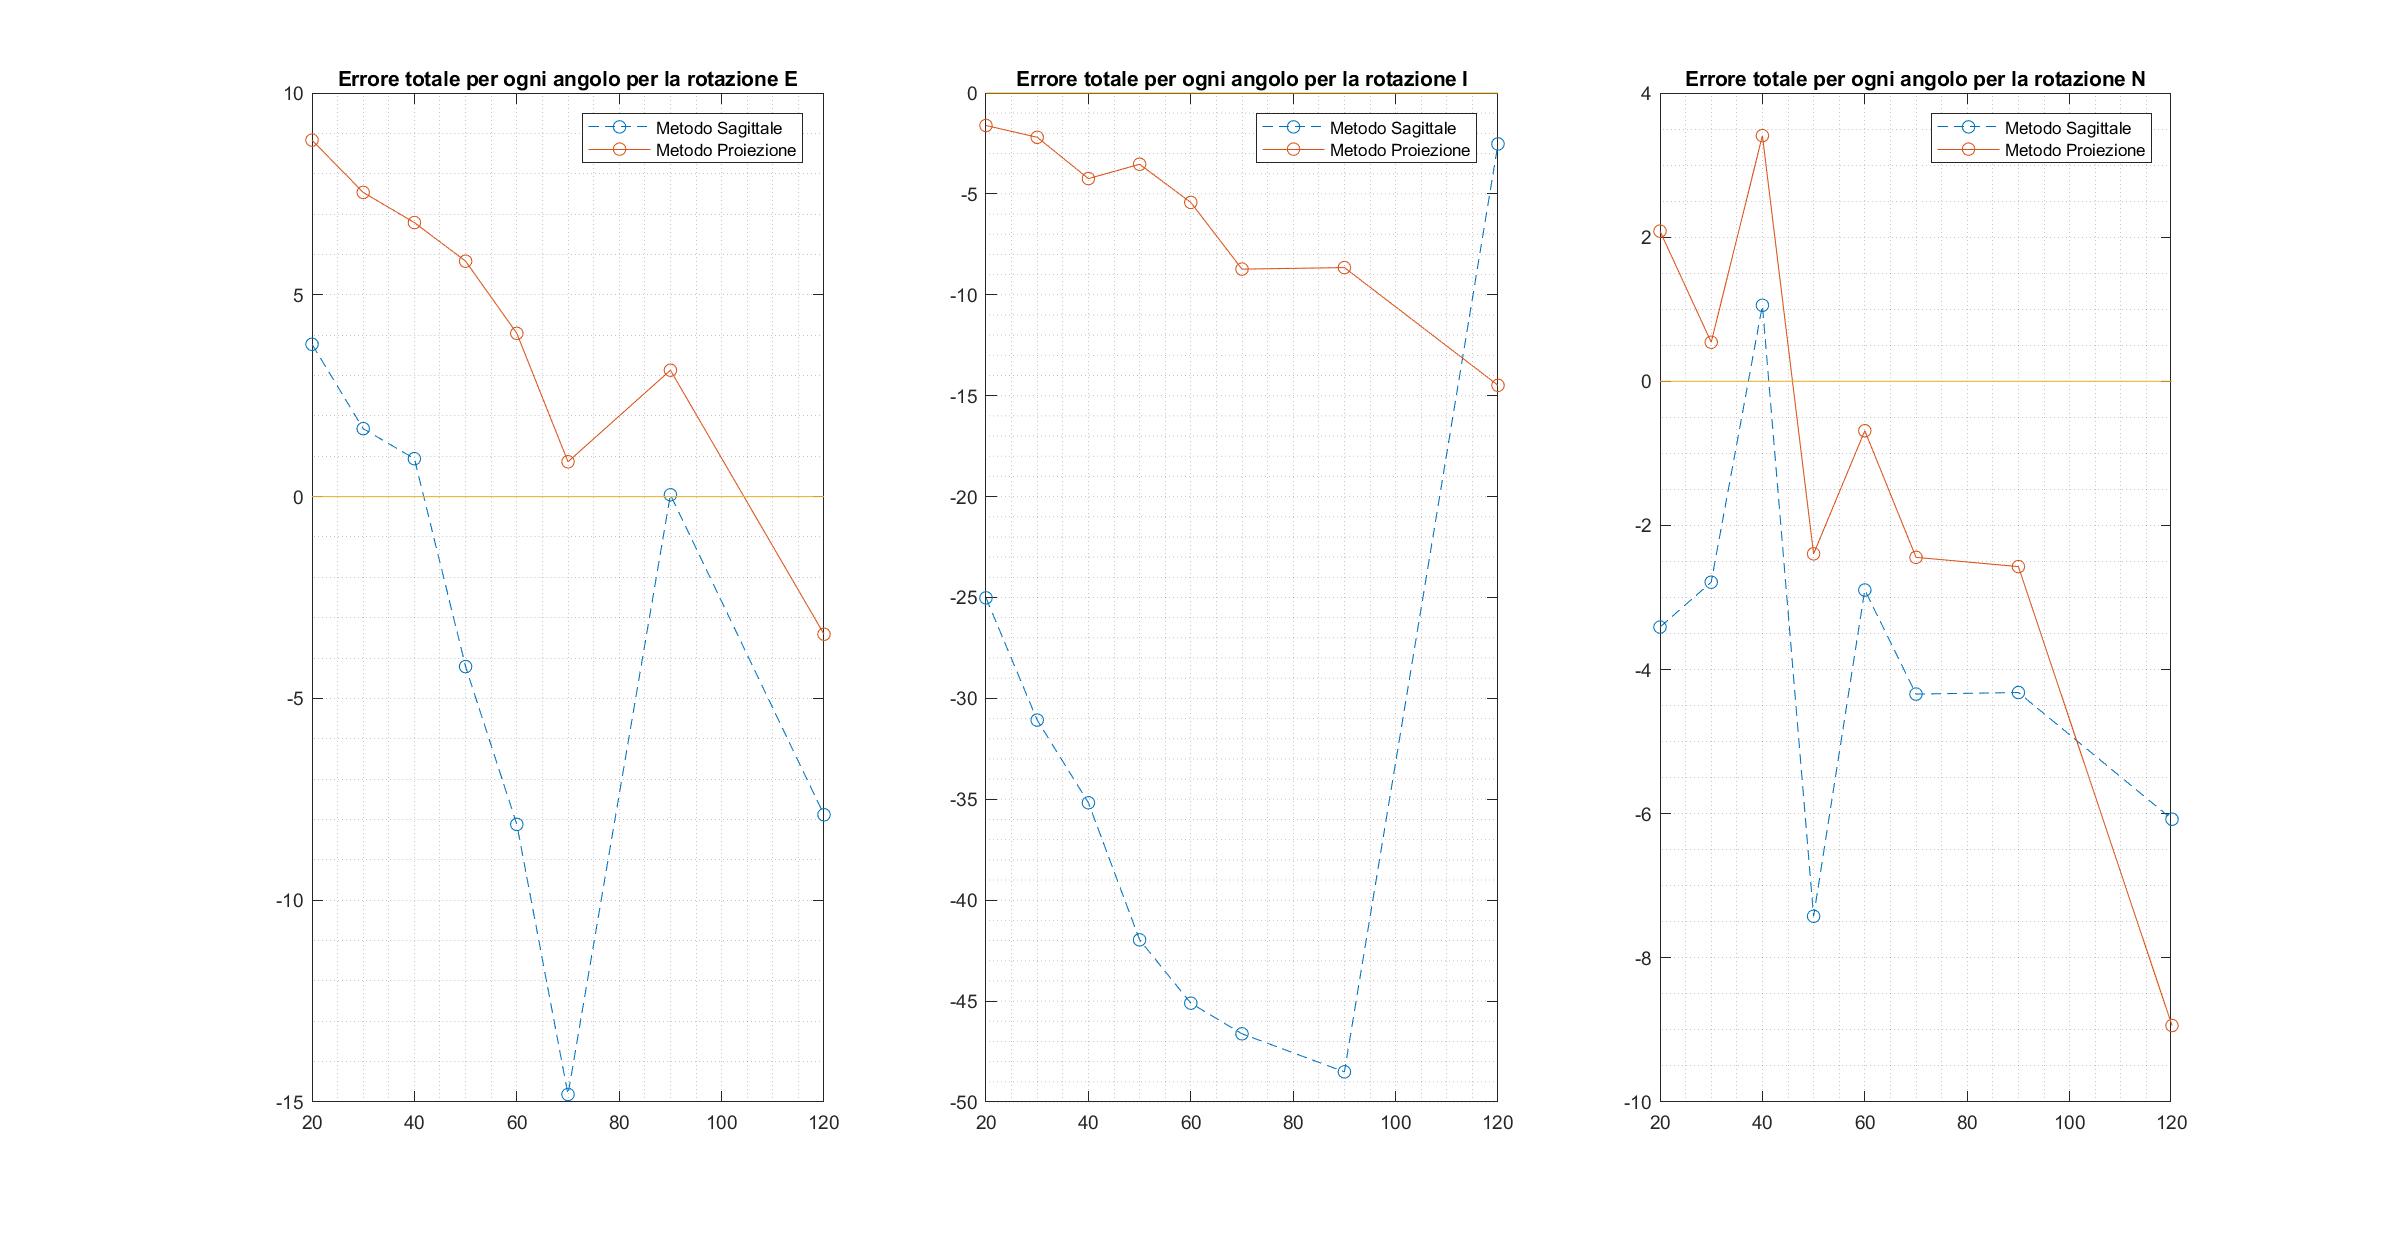 Errore totale per ogni angolo per la rotazione E
10
5
0
-5
-10
-15
20 40 60 80 100 120
Metodo Sagittale
Metodo Proiezione
Errore totale per ogni angolo per la rotazione I
0
-5
-10
-15
-20
-25
-30
-35
-40
-45
-50
20 40 60 80 100 120
Metodo Sagittale
Metodo Proiezione
Errore totale per ogni angolo per la rotazione N
4
2
0
-2
-4
-6
-8
-10
20 40 60 80 100 120
Metodo Sagittale
Metodo Proiezione